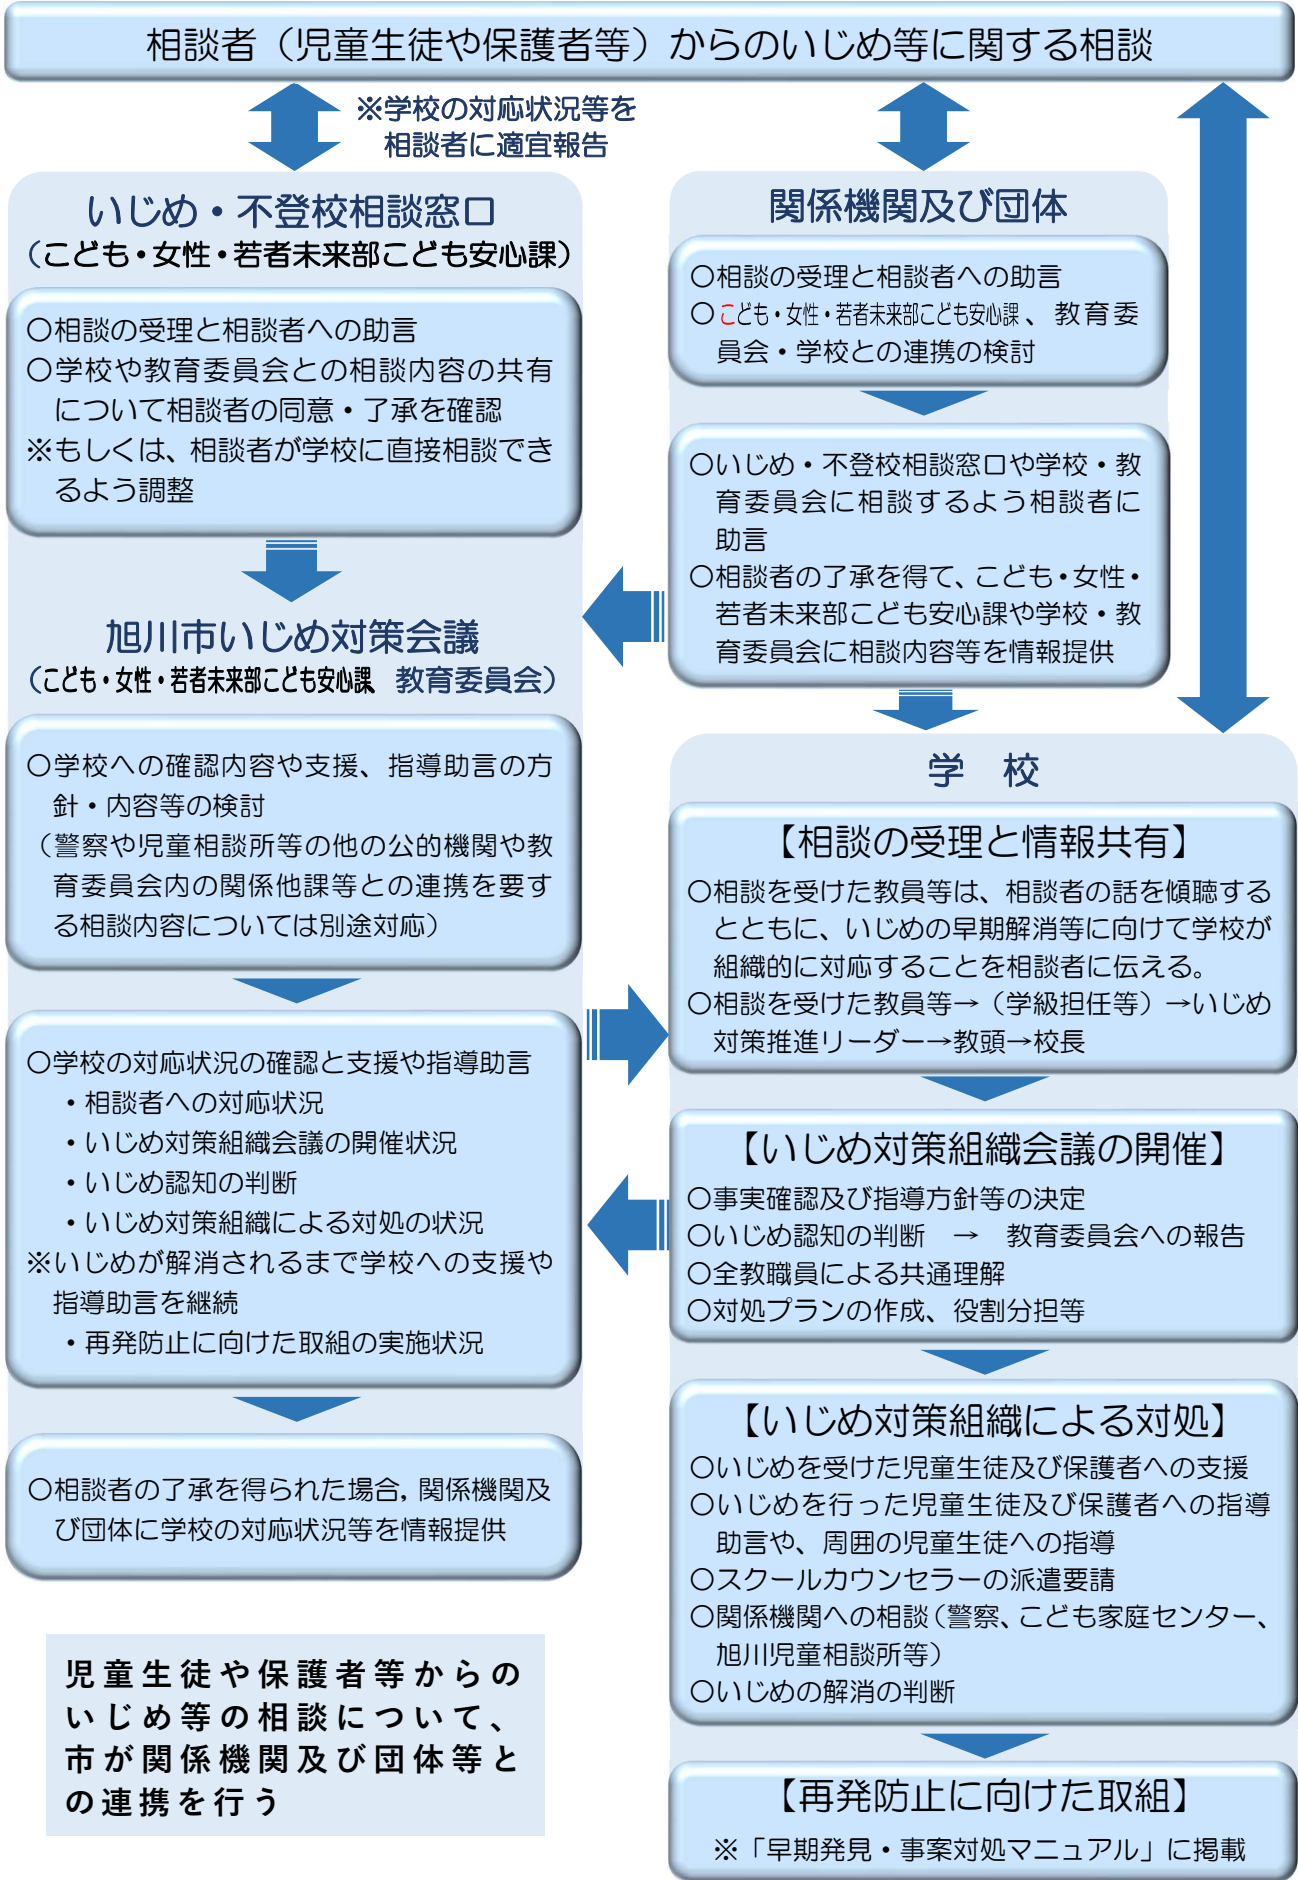 相談者（児童生徒や保護者等）からのいじめ等に関する相談
※学校の対応状況等を
相談者に適宜報告
いじめ・不登校相談窓口
（こども・女性・若者未来部こども安心課）
〇相談の受理と相談者への助言
〇学校や教育委員会との相談内容の共有
について相談者の同意・了承を確認
※もしくは、相談者が学校に直接相談でき
るよう調整
旭川市いじめ対策会議
（こども・女性・若者未来部こども安心課、教育委員会）
〇学校への確認内容や支援、指導助言の方
針・内容等の検討
（警察や児童相談所等の他の公的機関や教
育委員会内の関係他課等との連携を要す
る相談内容については別途対応）
〇学校の対応状況の確認と支援や指導助言
・相談者への対応状況
・いじめ対策組織会議の開催状況
・いじめ認知の判断
・いじめ対策組織による対処の状況
※いじめが解消されるまで学校への支援や
指導助言を継続
・再発防止に向けた取組の実施状況
〇相談者の了承を得られた場合，関係機関及
び団体に学校の対応状況等を情報提供
児童生徒や保護者等からの
いじめ等の相談について、
市が関係機関及び団体等と
の連携を行う
関係機関及び団体
〇相談の受理と相談者への助言
〇こども・女性・若者未来部こども安心課、教育委
員会・学校との連携の検討
〇いじめ・不登校相談窓口や学校・教
育委員会に相談するよう相談者に
助言
〇相談者の了承を得て、こども・女性・
若者未来部こども安心課や学校・教
育委員会に相談内容等を情報提供
学　校
【相談の受理と情報共有】
〇相談を受けた教員等は、相談者の話を傾聴する
とともに、いじめの早期解消等に向けて学校が
組織的に対応することを相談者に伝える。
〇相談を受けた教員等→（学級担任等）→いじめ
対策推進リーダー→教頭→校長
【いじめ対策組織会議の開催】
〇事実確認及び指導方針等の決定
〇いじめ認知の判断　→　教育委員会への報告
〇全教職員による共通理解
〇対処プランの作成、役割分担等
【いじめ対策組織による対処】
〇いじめを受けた児童生徒及び保護者への支援
〇いじめを行った児童生徒及び保護者への指導
助言や、周囲の児童生徒への指導
〇スクールカウンセラーの派遣要請
〇関係機関への相談（警察、こども家庭センター、
旭川児童相談所等）
〇いじめの解消の判断
【再発防止に向けた取組】
※「早期発見・事案対処マニュアル」に掲載